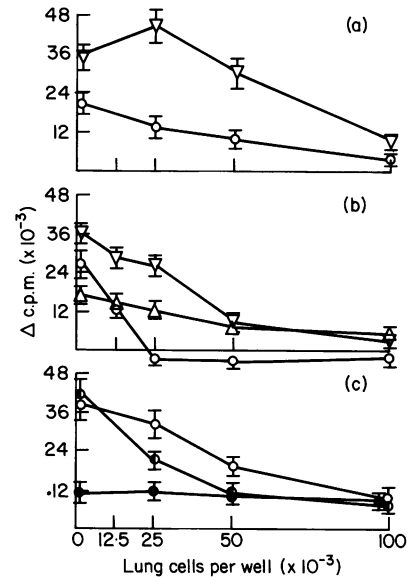 48
(a)
36
24
12
48
(b)
36
24
12
Δ c.p.m. (x 10⁻³)
48
(c)
36
24
.12
0 12·5 25 50 100
Lung cells per well (x 10⁻³)